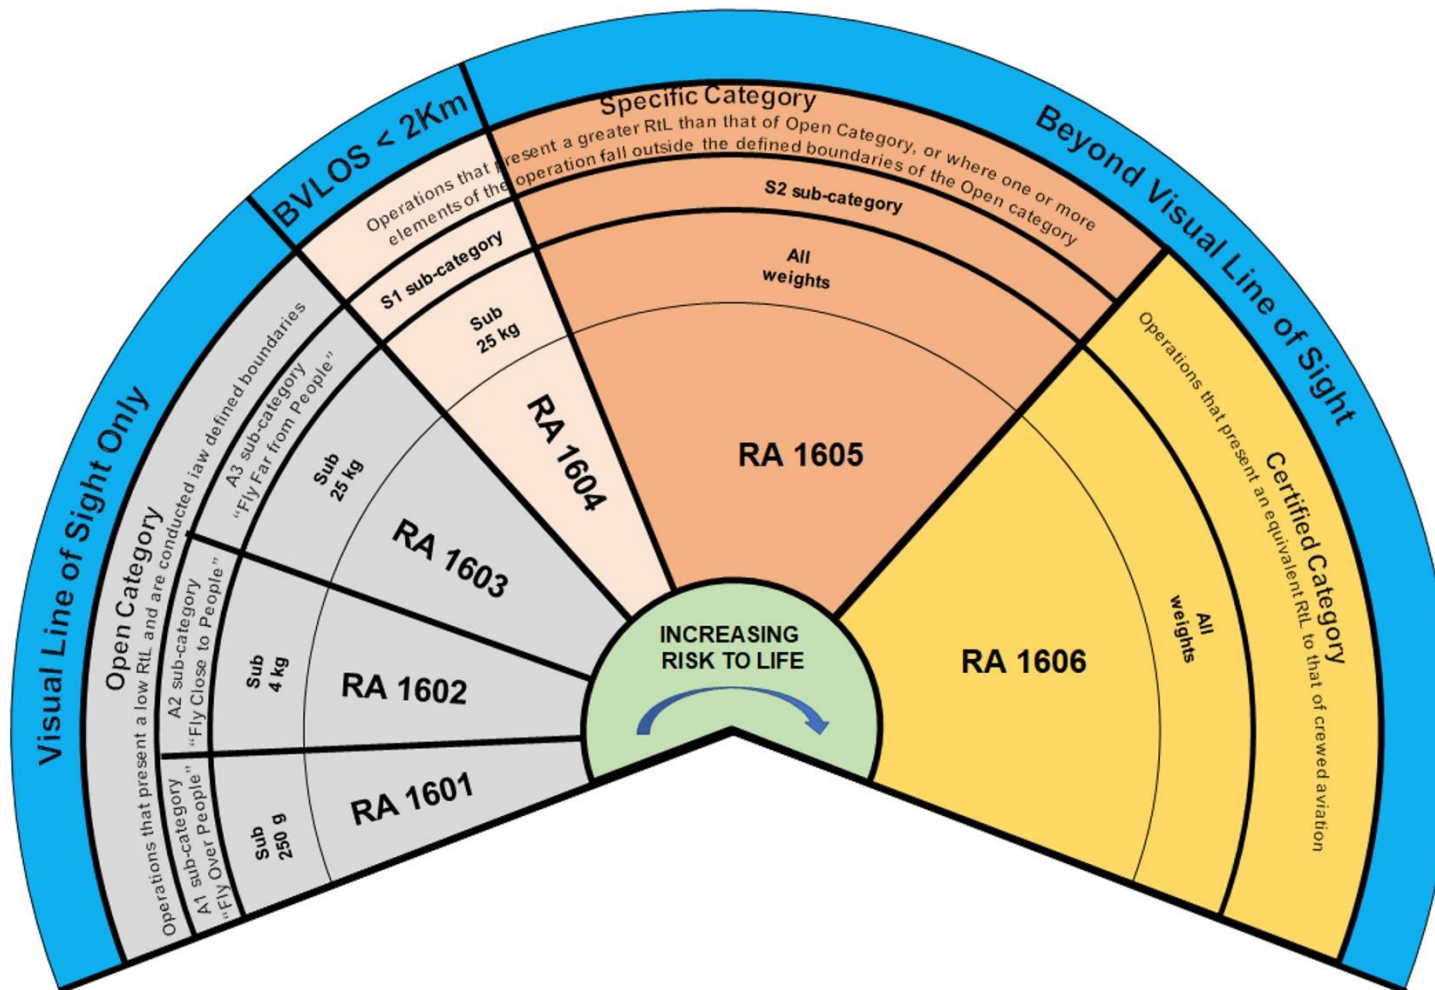 Visual Line of Sight Only
BVLOS < 2Km
Beyond Visual Line of Sight
Open Category
Operations that present a low RtL and are conducted iaw defined boundaries
A1 sub-category
“Fly Over People”
Sub
250 g
RA 1601
A2 sub-category
“Fly Close to People”
Sub
4 kg
RA 1602
A3 sub-category
“Fly Far from People”
Sub
25 kg
RA 1603
Specific Category
Operations that present a greater RtL than that of Open Category, or where one or more
elements of the operation fall outside the defined boundaries of the Open category
S1 sub-category
Sub
25 kg
RA 1604
S2 sub-category
All
weights
RA 1605
Certified Category
Operations that present an equivalent RtL to that of crewed aviation
All
weights
RA 1606
INCREASING
RISK TO LIFE